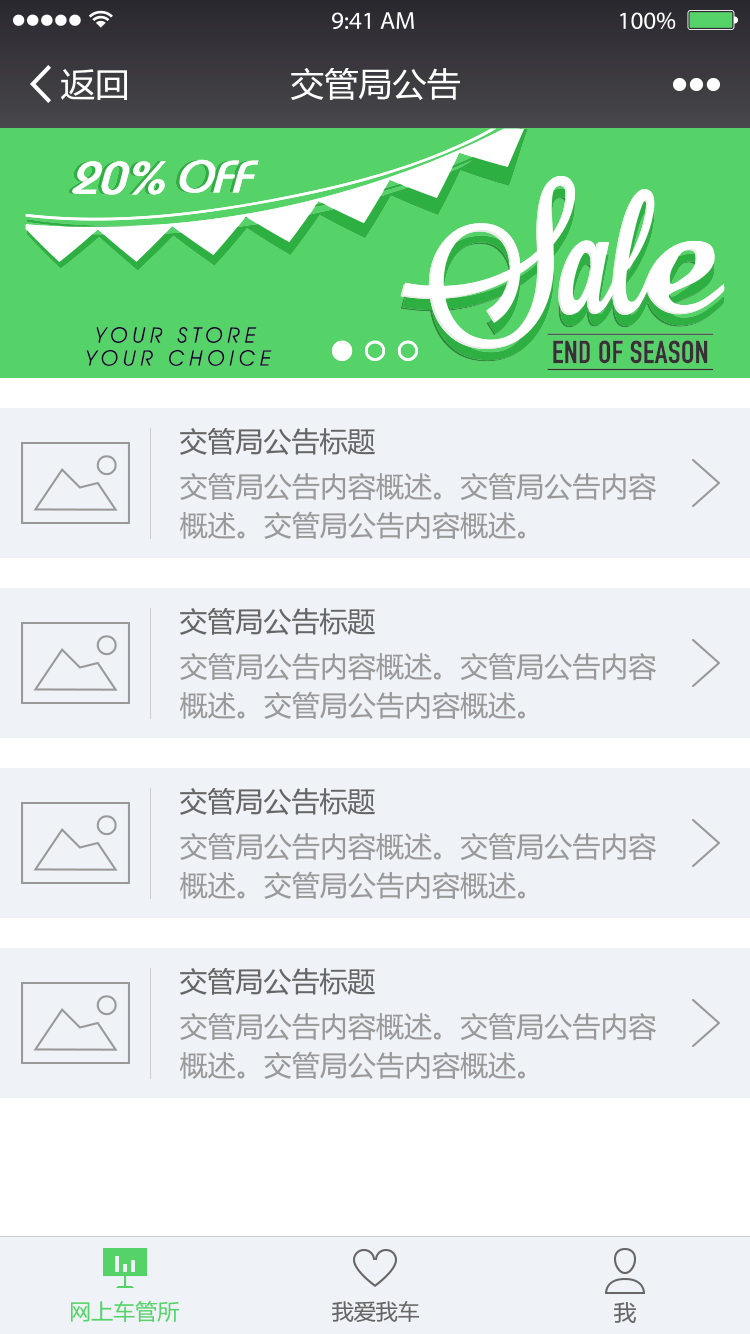 9:41 AM 100%
返回 交管局公告
20% OFF
Sale
YOUR STORE
YOUR CHOICE
END OF SEASON
交管局公告标题
交管局公告内容概述。交管局公告内容
概述。交管局公告内容概述。
交管局公告标题
交管局公告内容概述。交管局公告内容
概述。交管局公告内容概述。
交管局公告标题
交管局公告内容概述。交管局公告内容
概述。交管局公告内容概述。
交管局公告标题
交管局公告内容概述。交管局公告内容
概述。交管局公告内容概述。
网上车管所 我爱我车 我